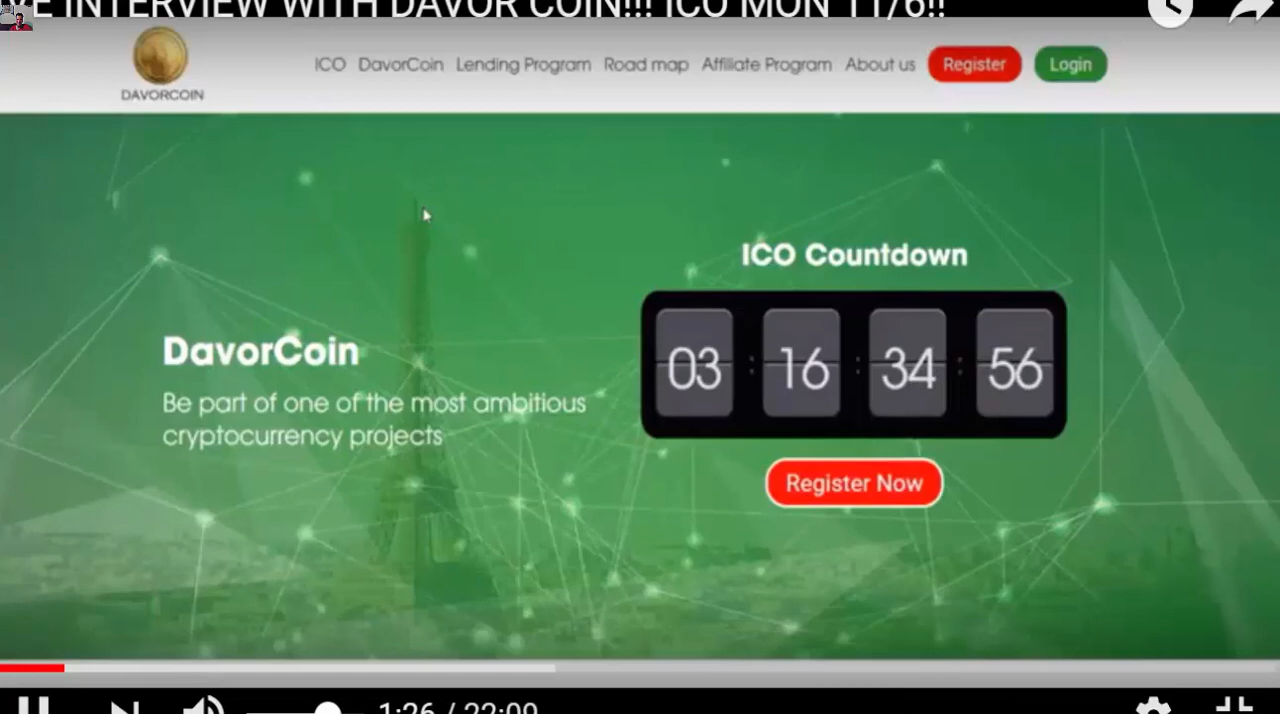 E INTERVIEW WITH DAVOR COIN!!! ICO MON 11/6!!
DAVORCOIN
ICO DavorCoin Lending Program Road map Affiliate Program About us Register Login
ICO Countdown
03 : 16 : 34 : 56
DavorCoin
Be part of one of the most ambitious
cryptocurrency projects
Register Now
1:26 / 22:09